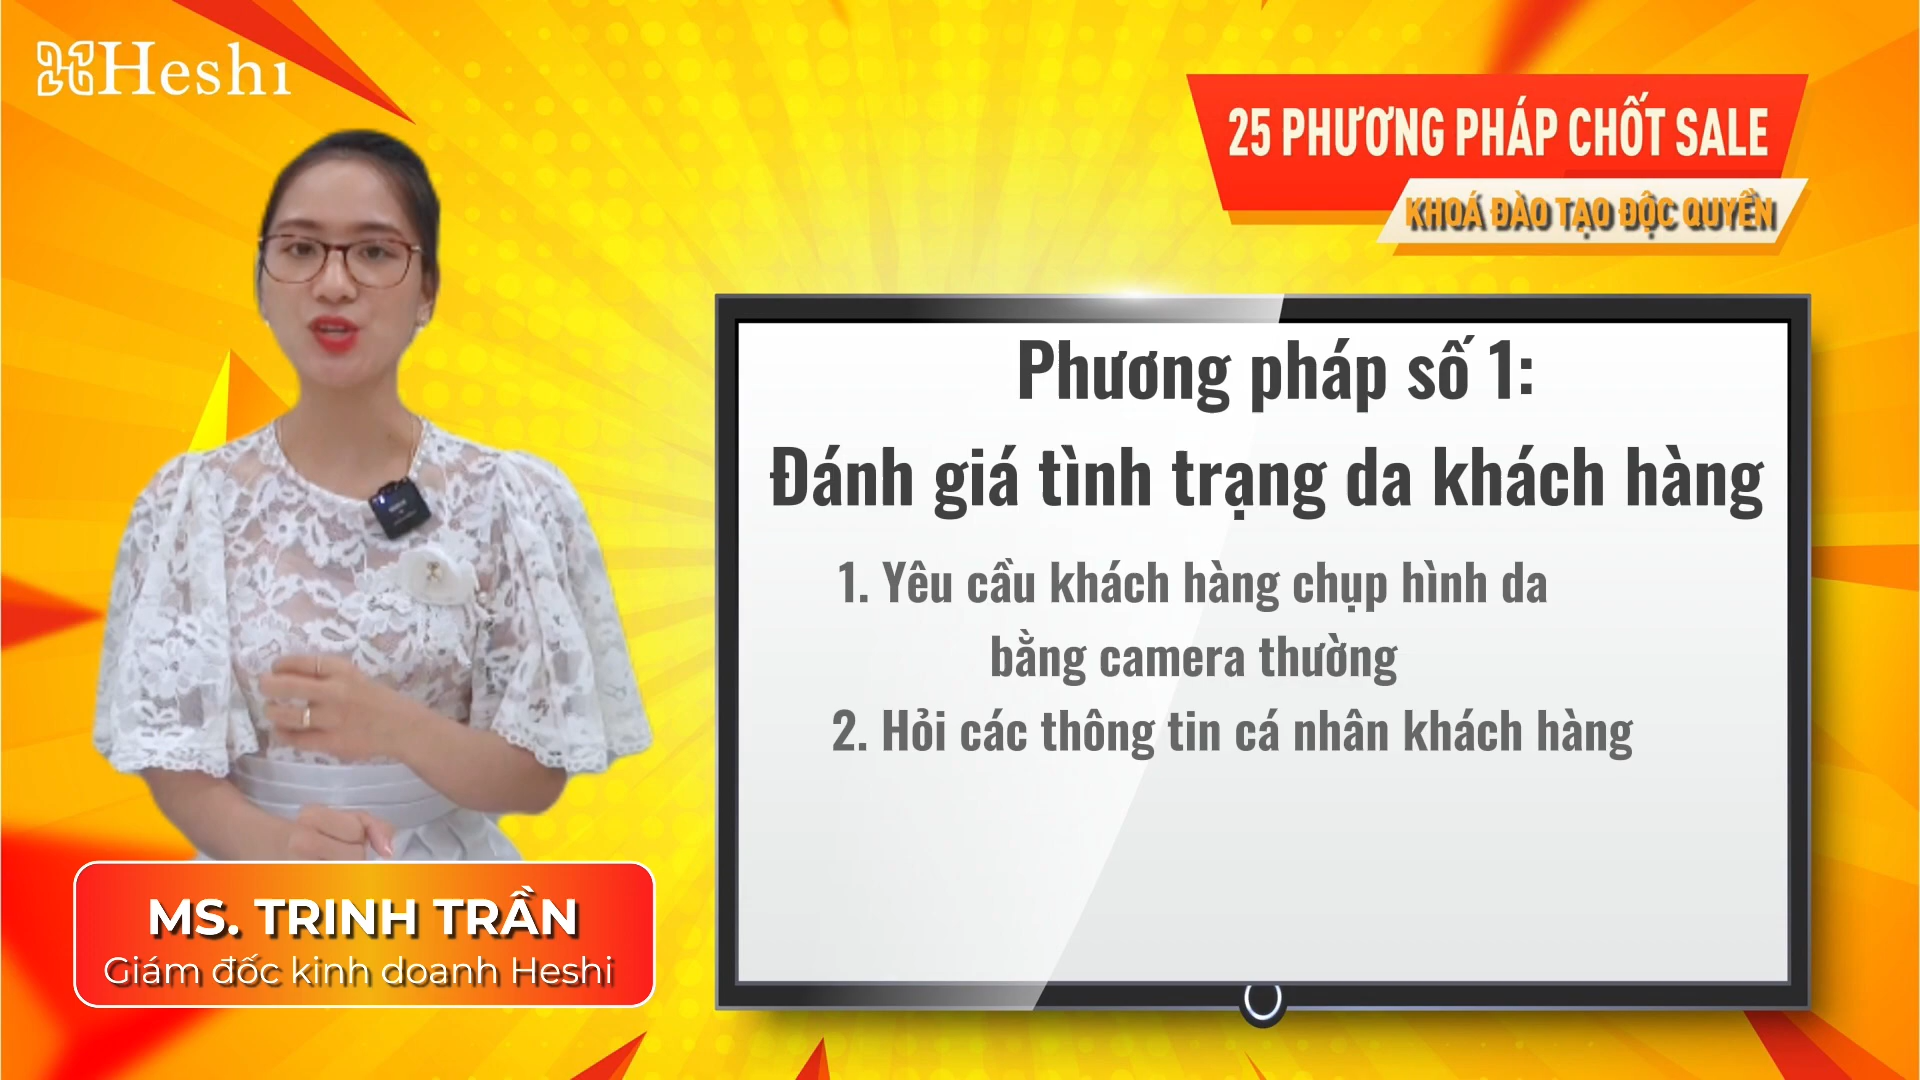 Heshi
25 PHƯƠNG PHÁP CHỐT SALE
KHOÁ ĐÀO TẠO ĐỘC QUYỀN
Phương pháp số 1:
Đánh giá tình trạng da khách hàng
1. Yêu cầu khách hàng chụp hình da
bằng camera thường
2. Hỏi các thông tin cá nhân khách hàng
MS. TRINH TRẦN
Giám đốc kinh doanh Heshi